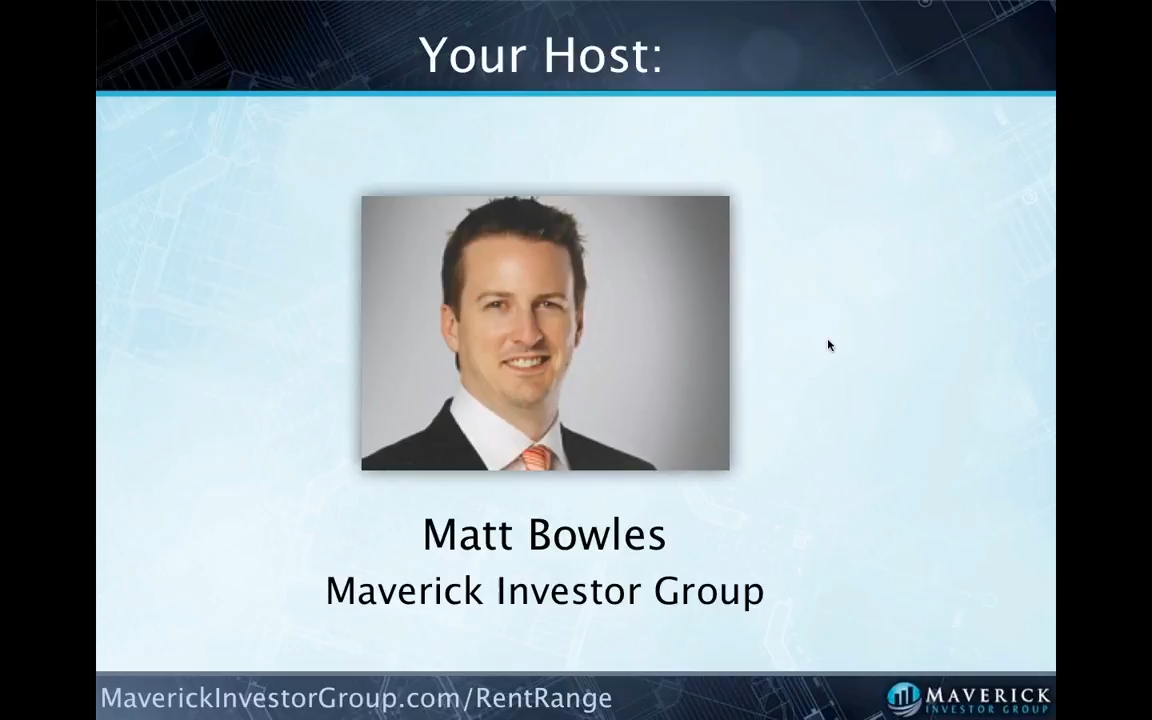 Your Host:
Matt Bowles
Maverick Investor Group
MaverickInvestorGroup.com/RentRange
MAVERICK
INVESTOR GROUP